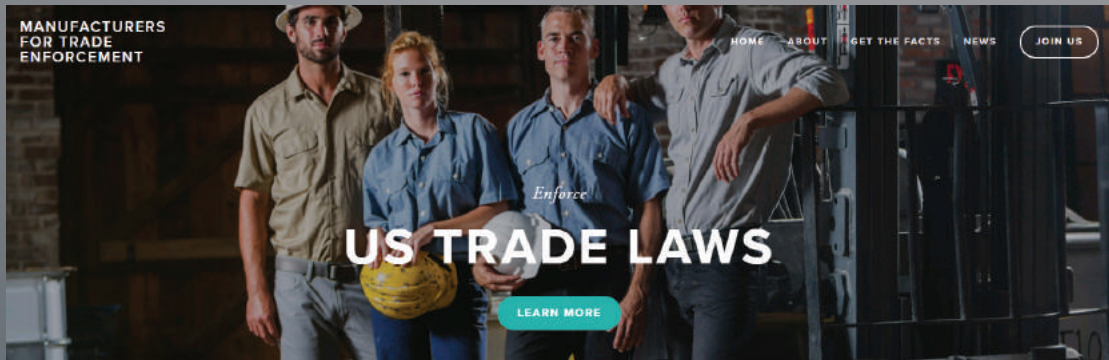 MANUFACTURERS
FOR TRADE
ENFORCEMENT
HOME ABOUT GET THE FACTS NEWS JOIN US
Enforce
US TRADE LAWS
LEARN MORE